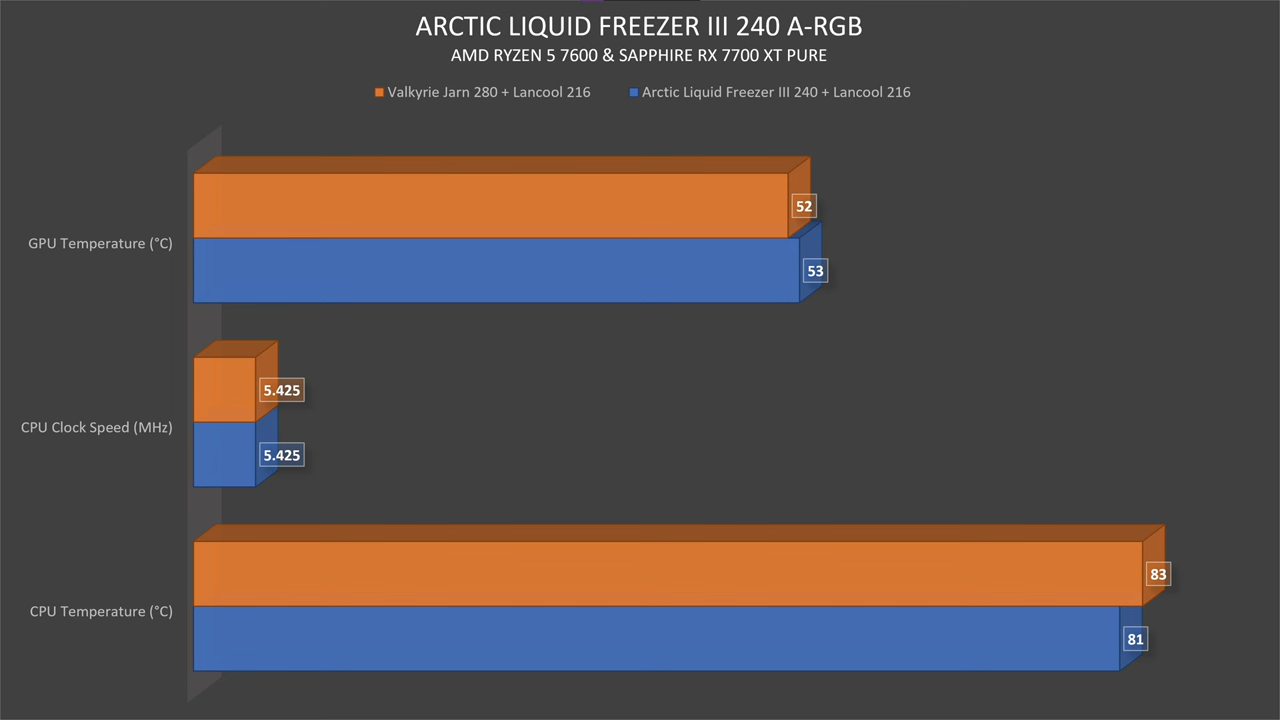 ARCTIC LIQUID FREEZER III 240 A-RGB
AMD RYZEN 5 7600 & SAPPHIRE RX 7700 XT PURE
Valkyrie Jarn 280 + Lancool 216 Arctic Liquid Freezer III 240 + Lancool 216
52
GPU Temperature (°C)
53
5.425
CPU Clock Speed (MHz)
5.425
83
CPU Temperature (°C)
81